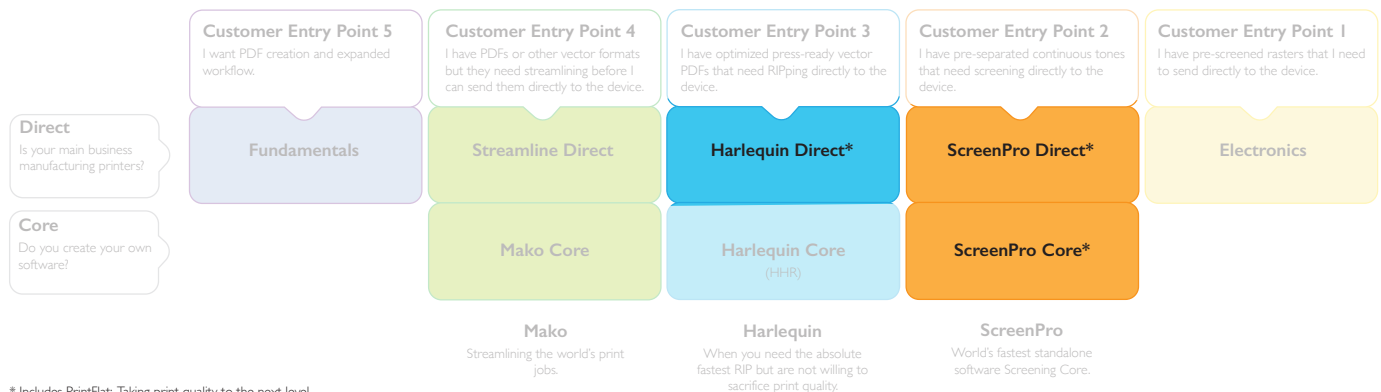 Customer Entry Point 5
I want PDF creation and expanded
workflow.
Customer Entry Point 4
I have PDFs or other vector formats
but they need streamlining before I
can send them directly to the device.
Customer Entry Point 3
I have optimized press-ready vector
PDFs that need RIPping directly to the
device.
Customer Entry Point 2
I have pre-separated continuous tones
that need screening directly to the
device.
Customer Entry Point 1
I have pre-screened rasters that I need
to send directly to the device.
Direct
Is your main business
manufacturing printers?
Fundamentals
Streamline Direct
Harlequin Direct*
ScreenPro Direct*
Electronics
Core
Do you create your own
software?
Mako Core
Harlequin Core
(HHR)
ScreenPro Core*
Mako
Streamlining the world's print
jobs.
Harlequin
When you need the absolute
fastest RIP but are not willing to
sacrifice print quality.
ScreenPro
World's fastest standalone
software Screening Core.
* Includes PrintFlat: Taking print quality to the next level